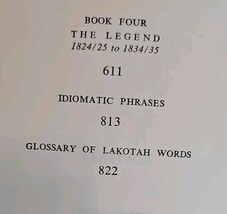 BOOK FOUR
THE LEGEND
1824/25 to 1834/35
611
IDIOMATIC PHRASES
813
GLOSSARY OF LAKOTAH WORDS
822